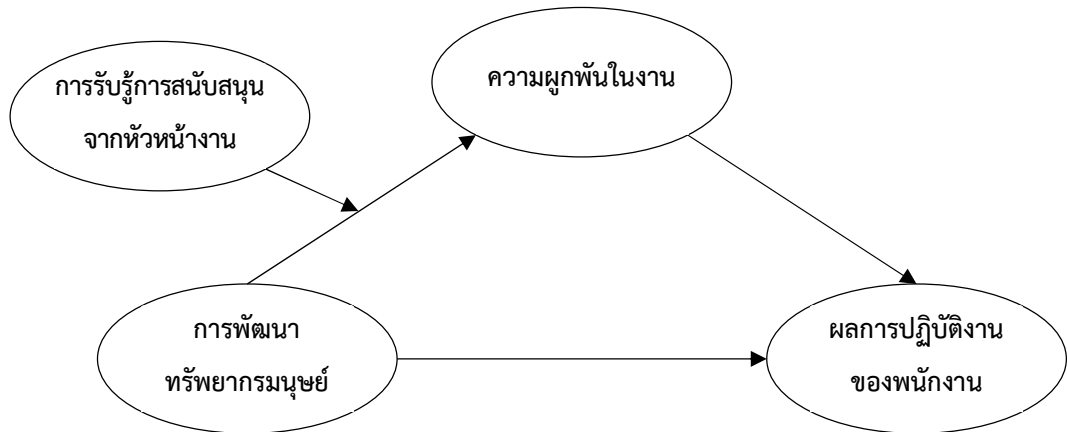 การรับรู้การสนับสนุน
จากหัวหน้างาน
ความผูกพันในงาน
การพัฒนา
ทรัพยากรมนุษย์
ผลการปฏิบัติงาน
ของพนักงาน